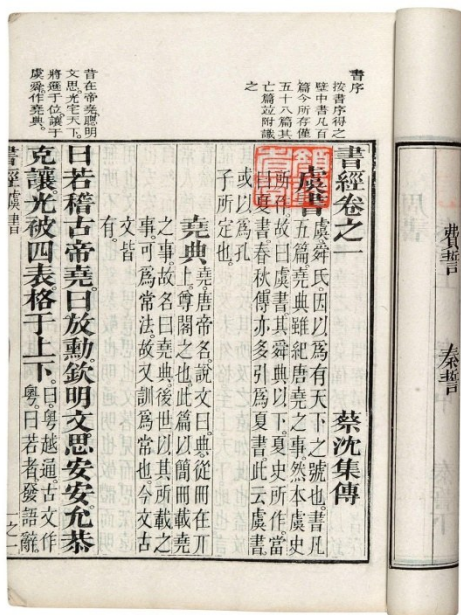 費誓　秦誓
書序
按書序得之
壁中書凡百
篇今所存僅
五十八篇其
亡篇竝附識
之
昔在帝堯聰明
文思。光宅天下。
將遜于位讓于
虞舜。作堯典。
書經卷之一　蔡沈集傳
虞書　虞、舜氏。因以爲有天下之號也。書凡
五篇。堯典雖紀唐堯之事。然本虞史
所作。故曰虞書。其舜典以下。夏史所作。當
曰夏書。春秋傳亦多引爲夏書。此云虞書。
或以爲孔
子所定也。
堯典　堯、唐帝名。說文曰。典、從冊在丌
上。尊閣之也。此篇以簡冊載堯
之事。故名曰堯典。後世以其所載之
事。可爲常法。故又訓爲常也。今文古
文皆
有。
曰若稽古帝堯。曰放勳。欽明文思安安。允恭
克讓。光被四表。格于上下。曰粵越通。古文作
粵。曰若者。發語辭。
書經　虞書